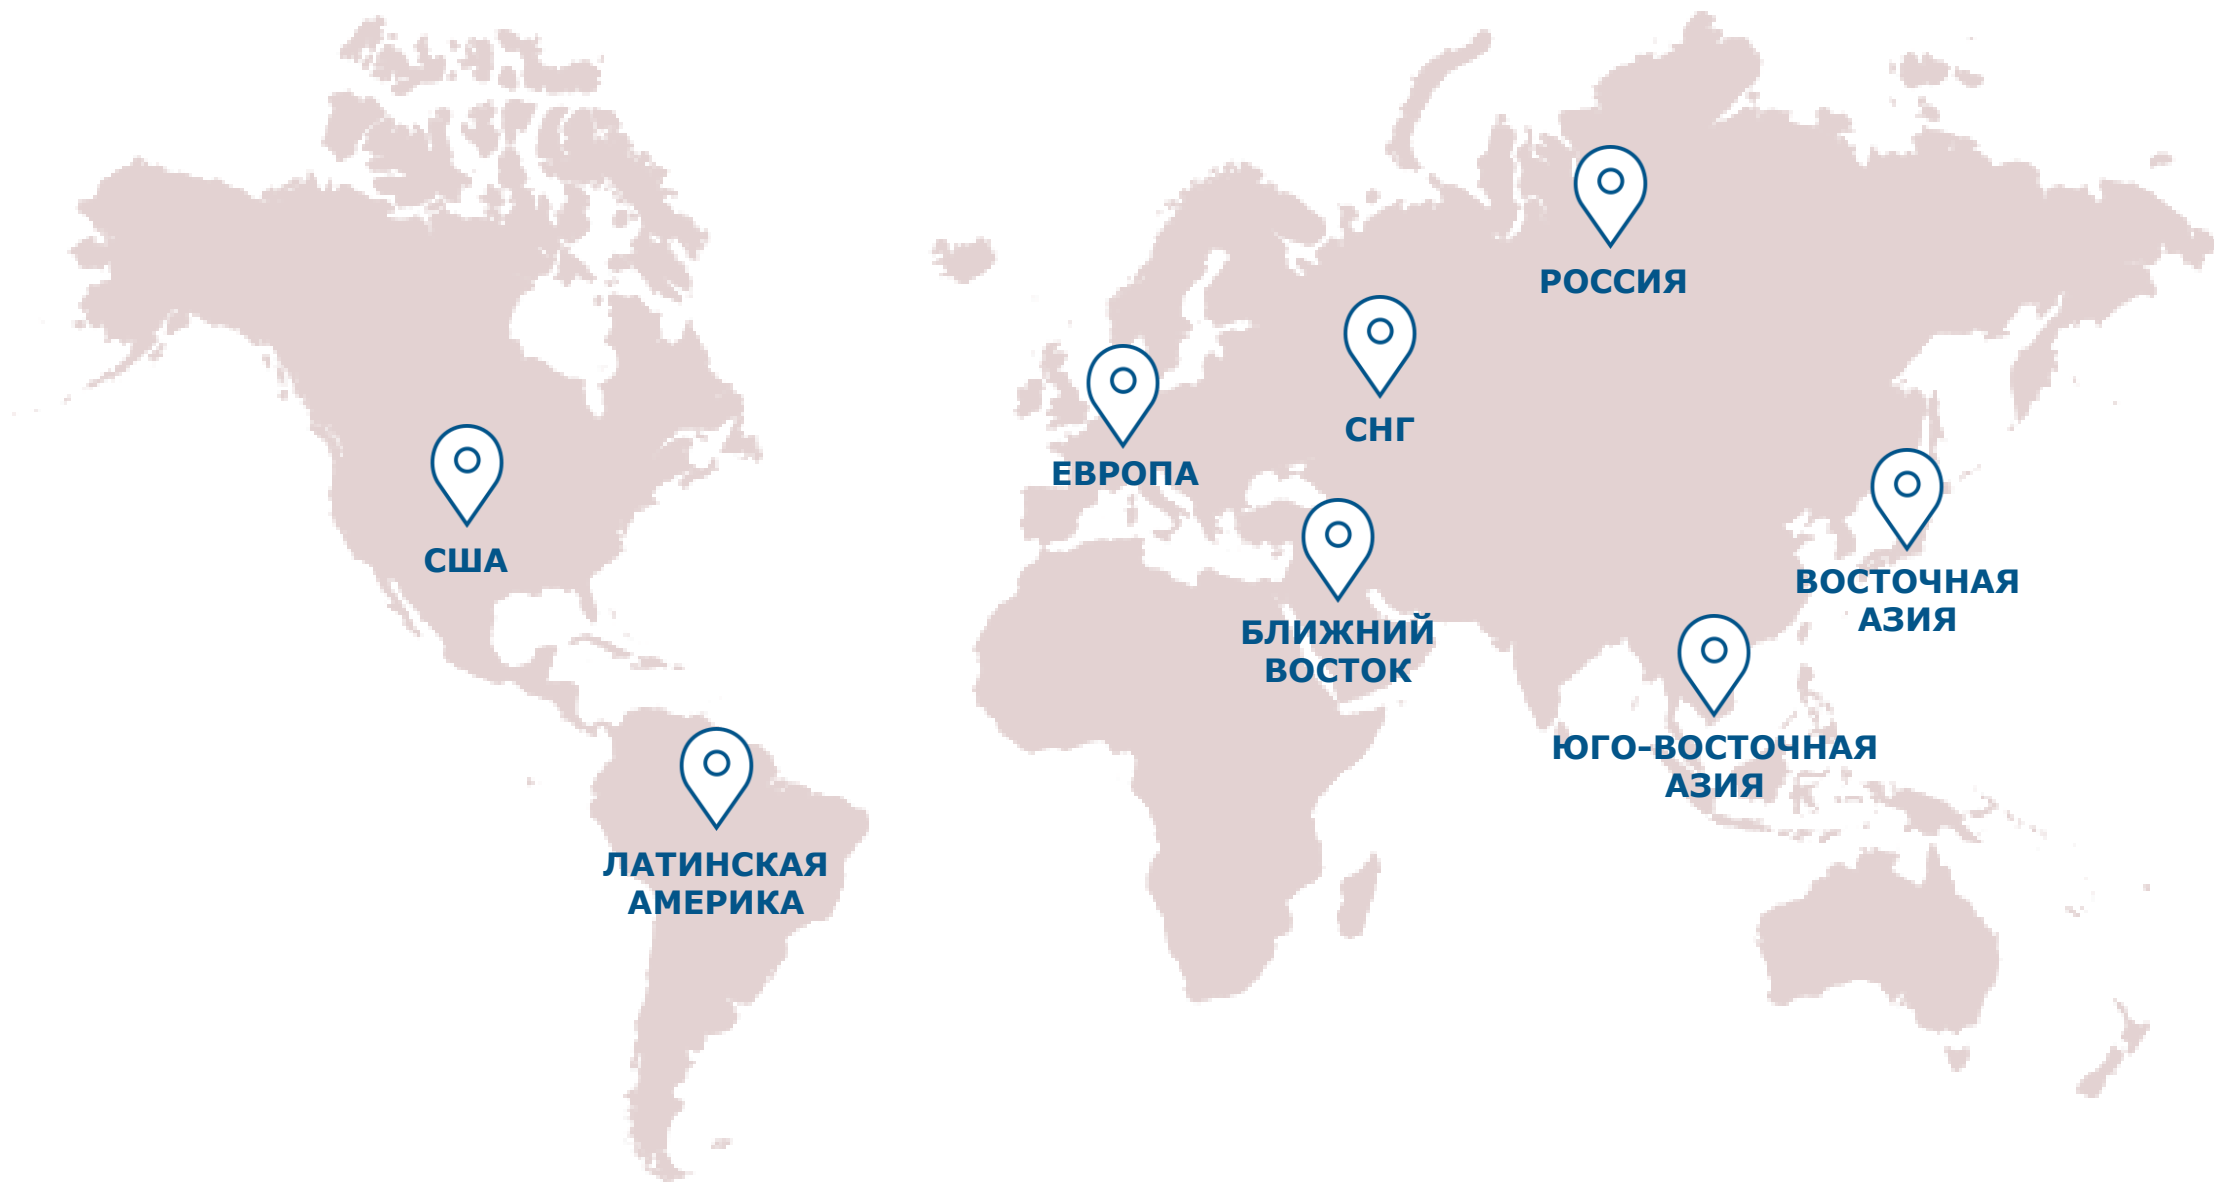 РОССИЯ
СНГ
ЕВРОПА
США
БЛИЖНИЙ
ВОСТОК
ВОСТОЧНАЯ
АЗИЯ
ЮГО-ВОСТОЧНАЯ
АЗИЯ
ЛАТИНСКАЯ
АМЕРИКА